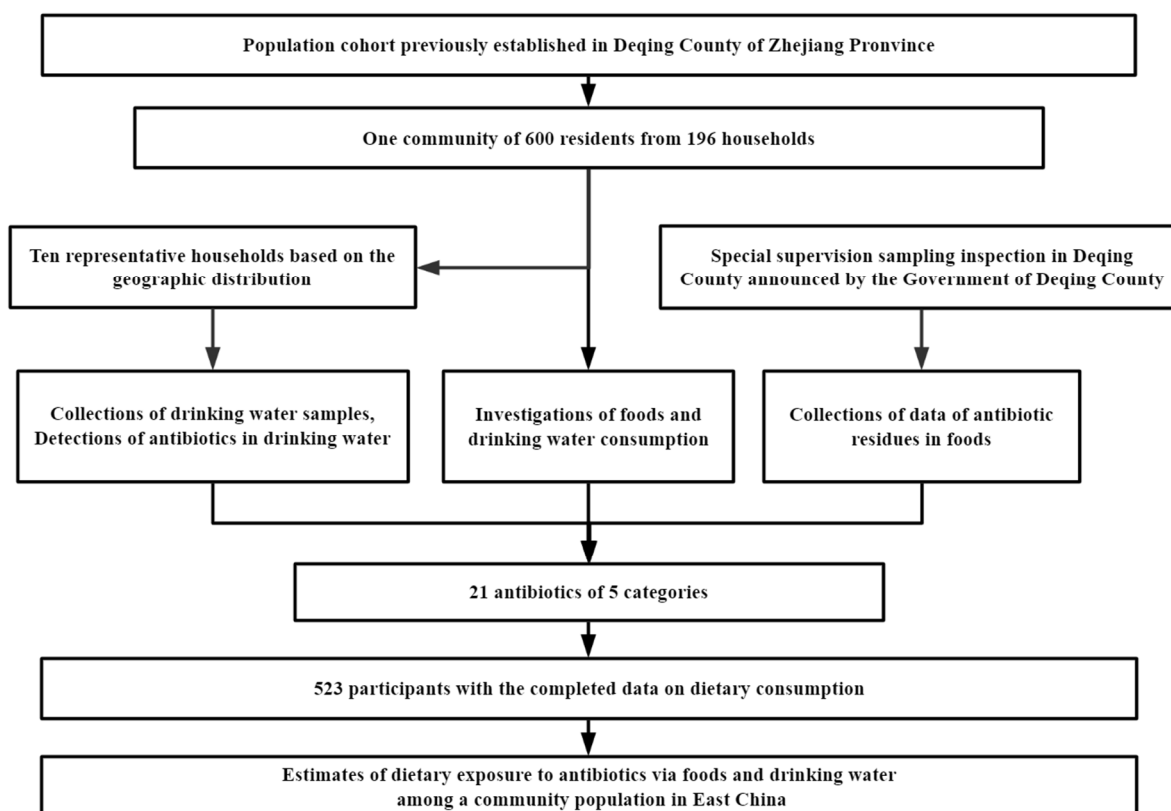 Population cohort previously established in Deqing County of Zhejiang Pronvince
One community of 600 residents from 196 households
Ten representative households based on the
geographic distribution
Special supervision sampling inspection in Deqing
County announced by the Government of Deqing County
Collections of drinking water samples,
Detections of antibiotics in drinking water
Investigations of foods and
drinking water consumption
Collections of data of antibiotic
residues in foods
21 antibiotics of 5 categories
523 participants with the completed data on dietary consumption
Estimates of dietary exposure to antibiotics via foods and drinking water
among a community population in East China